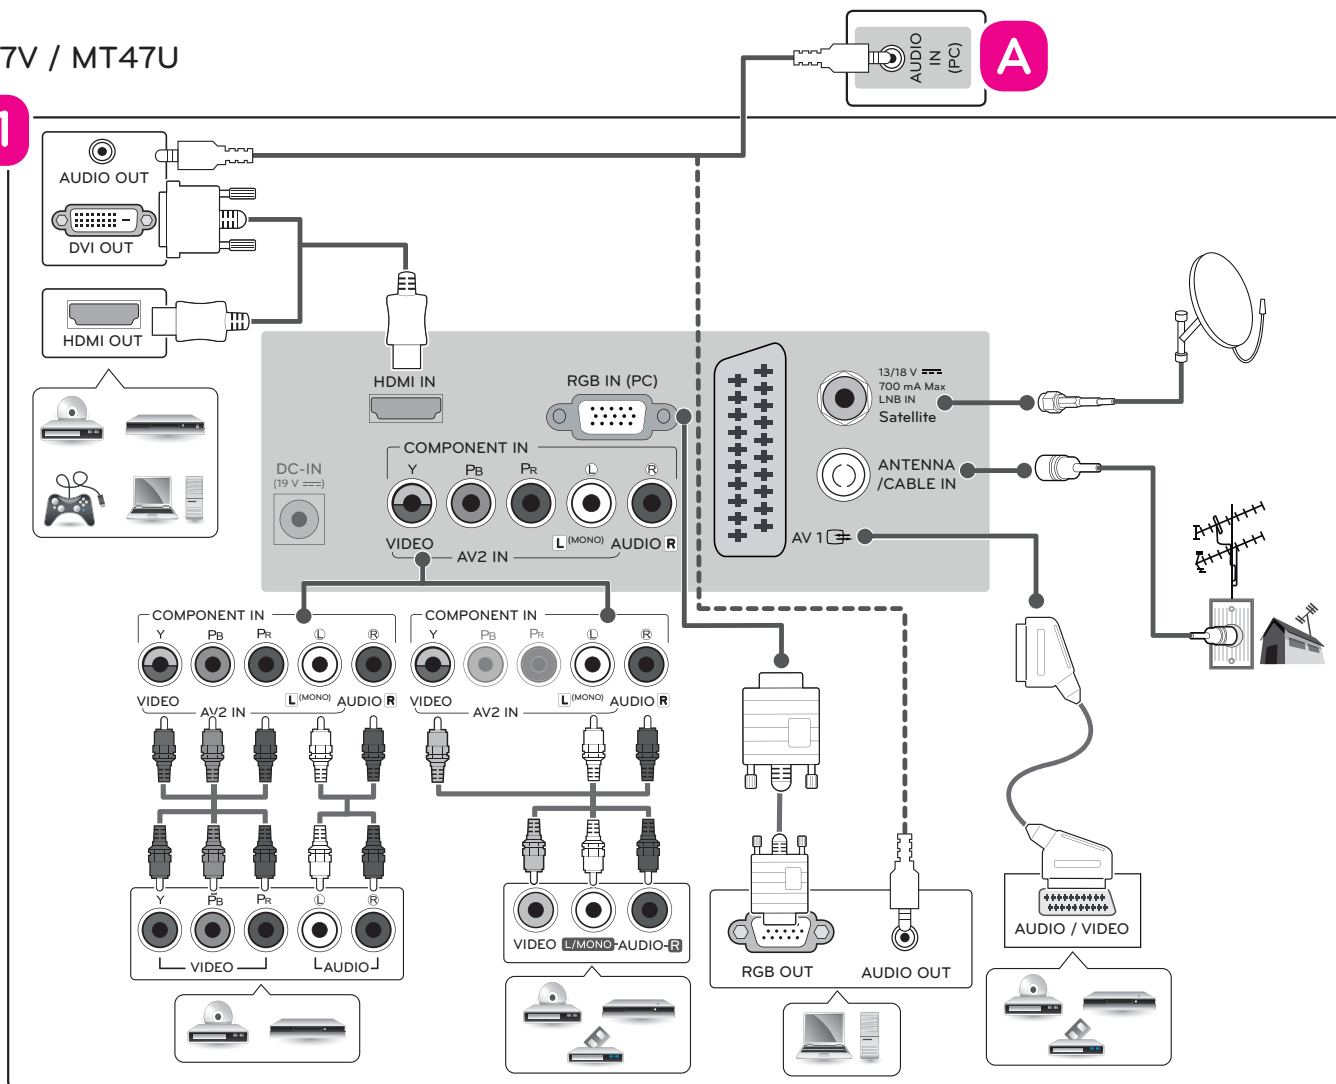 7V / MT47U
AUDIO
IN
(PC)
A
1
AUDIO OUT
DVI OUT
HDMI OUT
HDMI IN
RGB IN (PC)
13/18 V
700 mA Max
LNB IN
Satellite
COMPONENT IN
Y PB PR L R
DC-IN
(19 V )
ANTENNA
/CABLE IN
VIDEO L (MONO) AUDIO R
AV2 IN
AV 1
COMPONENT IN
Y PB PR L R
VIDEO L (MONO) AUDIO R
AV2 IN
COMPONENT IN
Y PB PR L R
VIDEO L (MONO) AUDIO R
AV2 IN
Y PB PR L R
VIDEO AUDIO
VIDEO L/MONO AUDIO R
RGB OUT
AUDIO OUT
AUDIO / VIDEO